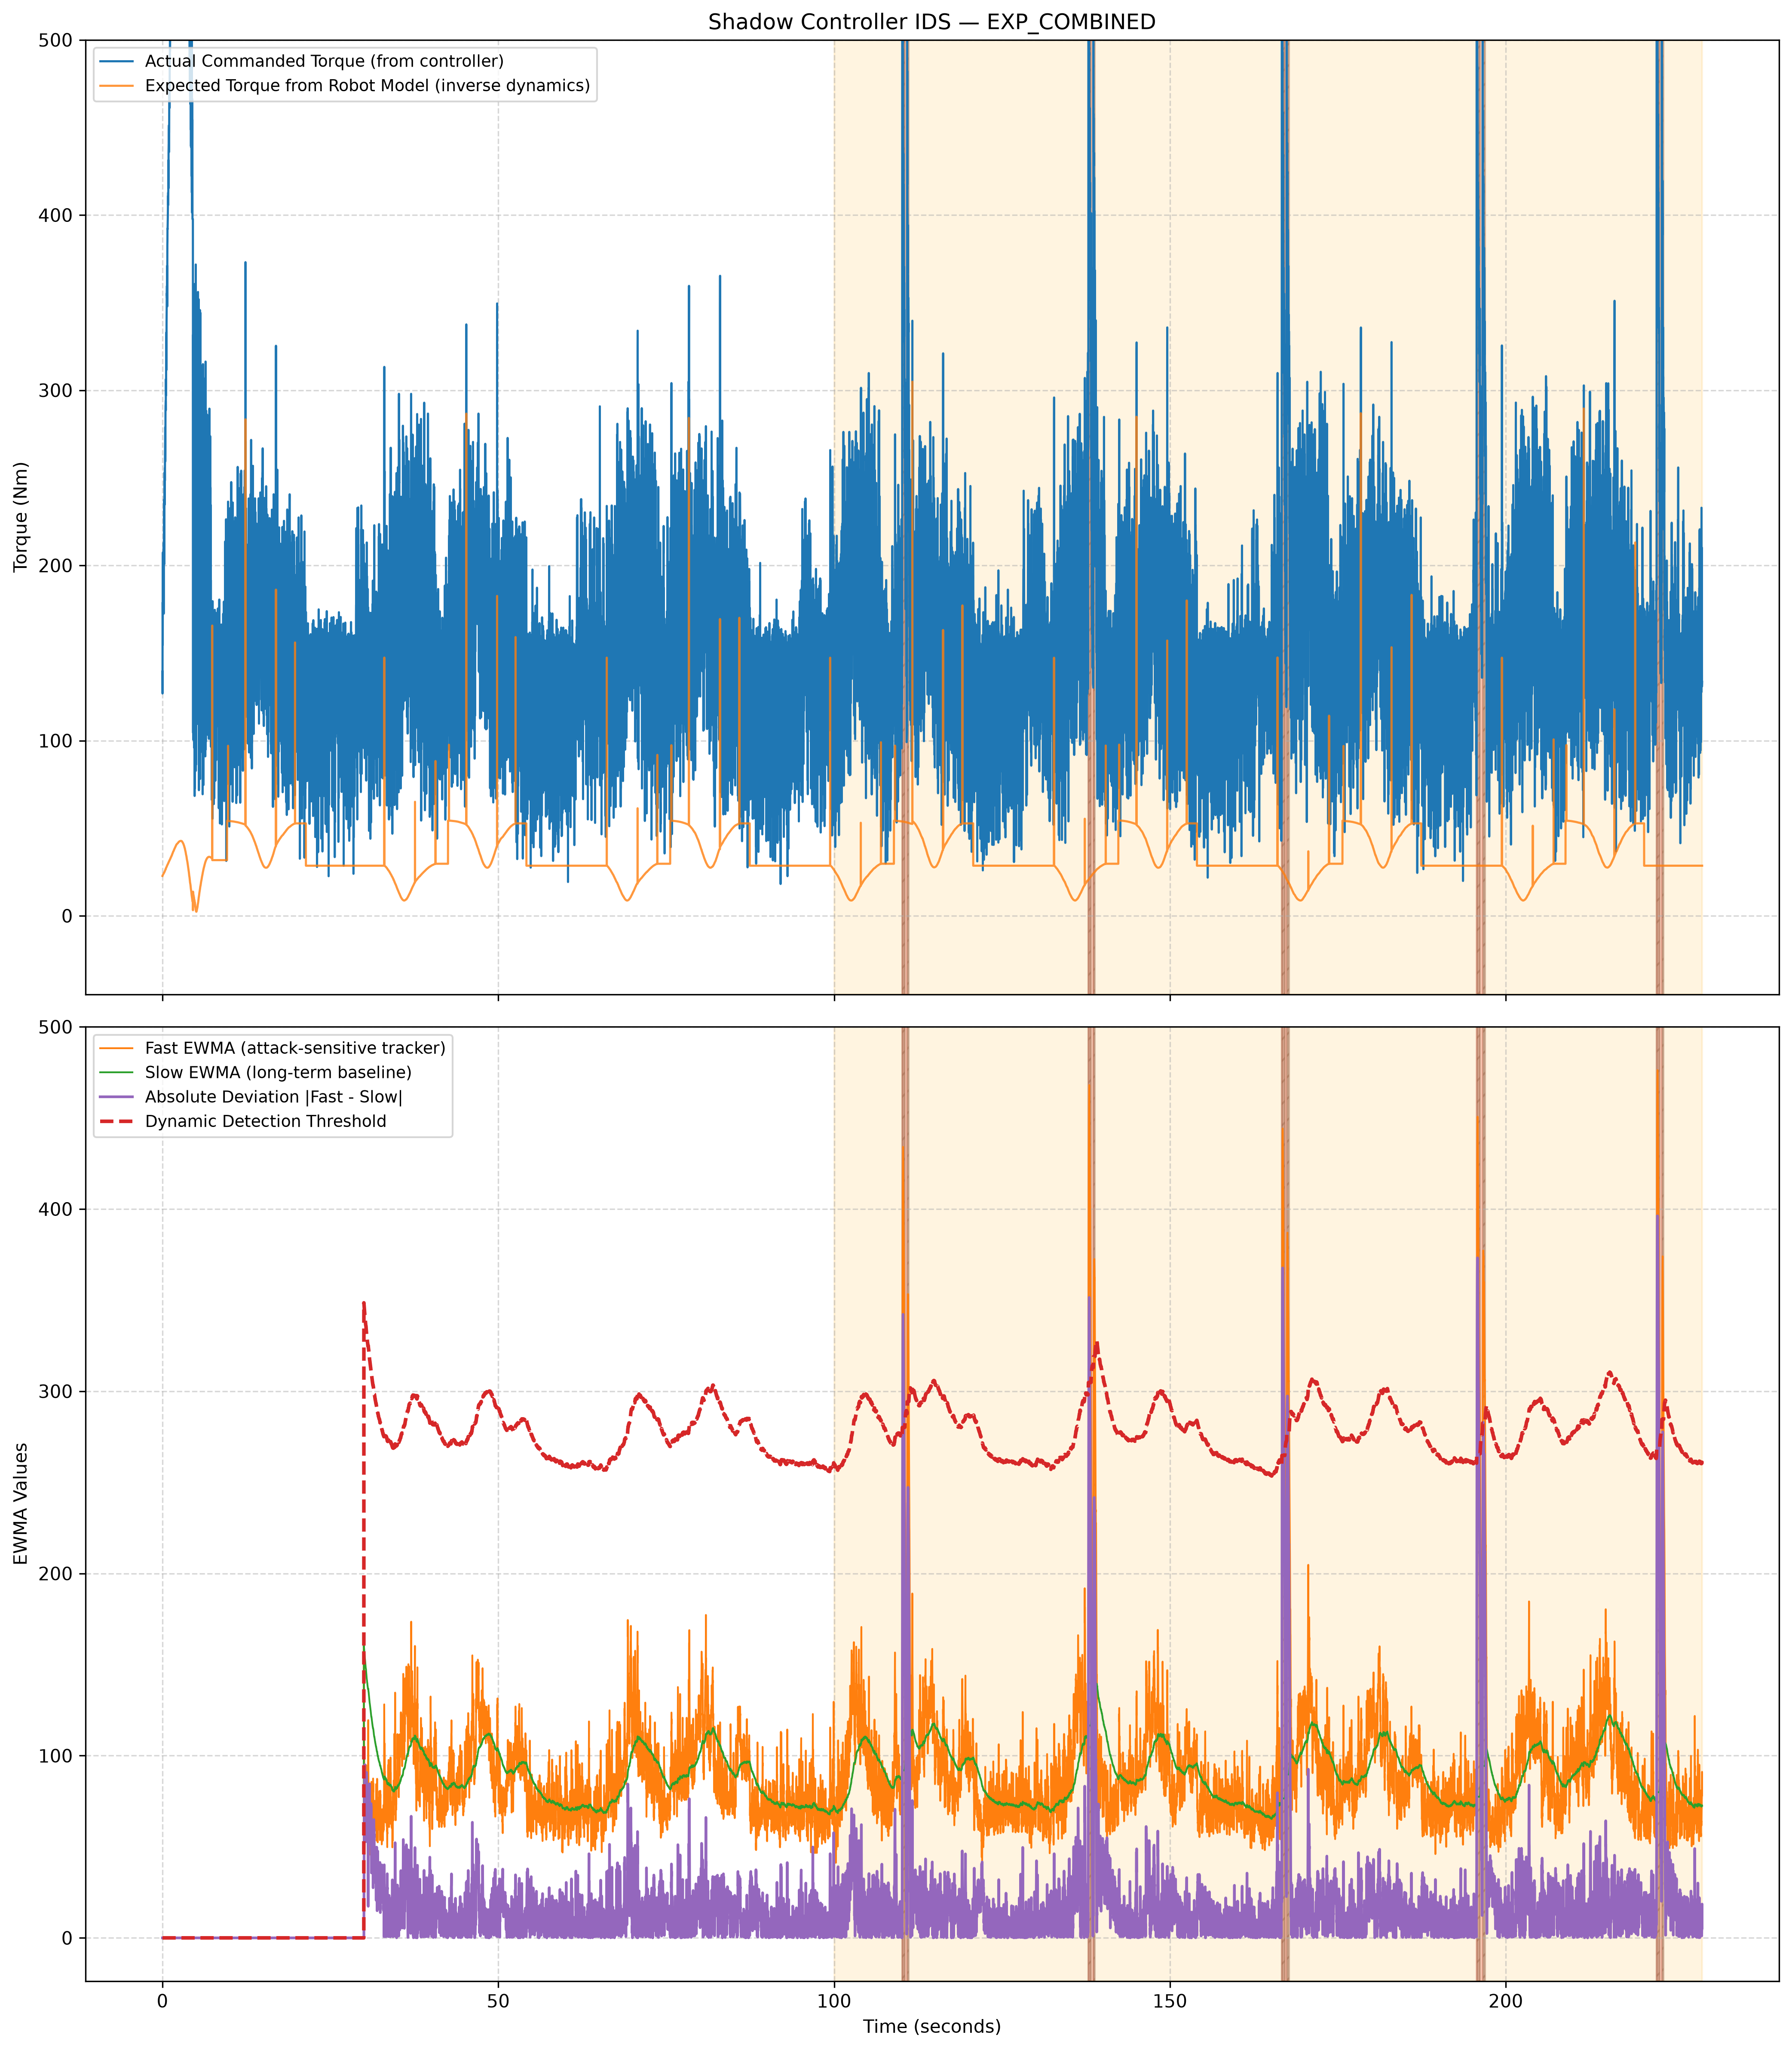 Shadow Controller IDS — EXP_COMBINED
Actual Commanded Torque (from controller)
Expected Torque from Robot Model (inverse dynamics)
500
400
300
200
100
0
Torque (Nm)
Fast EWMA (attack-sensitive tracker)
Slow EWMA (long-term baseline)
Absolute Deviation |Fast - Slow|
Dynamic Detection Threshold
500
400
300
200
100
0
EWMA Values
0 50 100 150 200
Time (seconds)